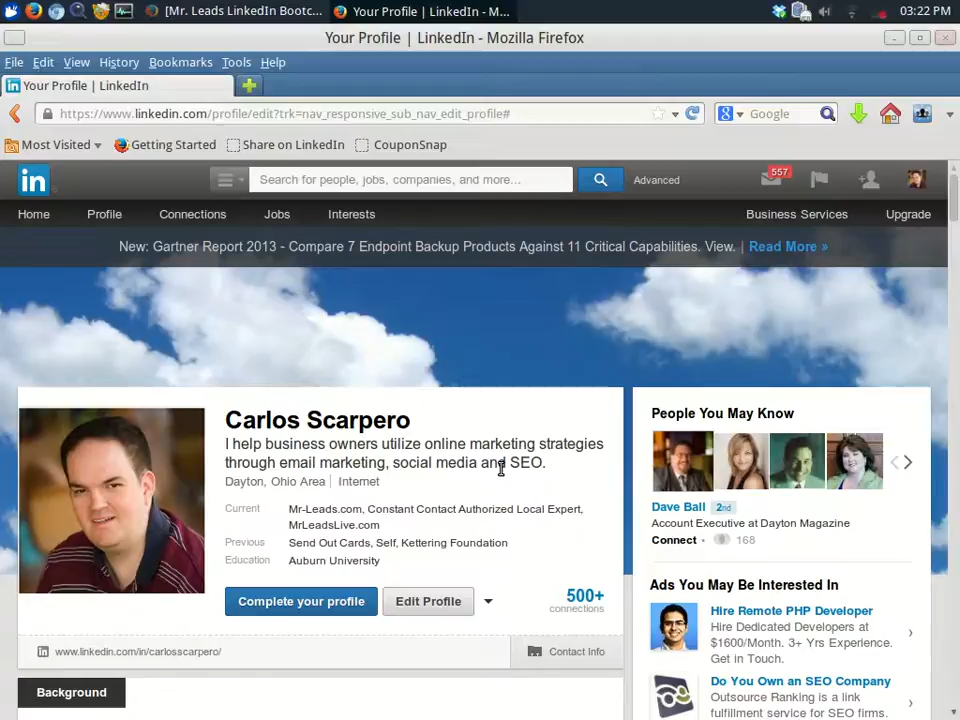 [Mr. Leads LinkedIn Bootc...
Your Profile | LinkedIn - M...
03:22 PM
Your Profile | LinkedIn - Mozilla Firefox
File Edit View History Bookmarks Tools Help
in Your Profile | LinkedIn
https://www.linkedin.com/profile/edit?trk=nav_responsive_sub_nav_edit_profile#
Google
Most Visited Getting Started Share on LinkedIn CouponSnap
in
Search for people, jobs, companies, and more...
Advanced
557
Home Profile Connections Jobs Interests
Business Services Upgrade
New: Gartner Report 2013 - Compare 7 Endpoint Backup Products Against 11 Critical Capabilities. View. | Read More »
Carlos Scarpero
I help business owners utilize online marketing strategies
through email marketing, social media and SEO.
Dayton, Ohio Area | Internet
Current Mr-Leads.com, Constant Contact Authorized Local Expert,
MrLeadsLive.com
Previous Send Out Cards, Self, Kettering Foundation
Education Auburn University
Complete your profile Edit Profile
500+
connections
www.linkedin.com/in/carlosscarpero/
Contact Info
Background
People You May Know
Dave Ball 2nd
Account Executive at Dayton Magazine
Connect • 168
Ads You May Be Interested In
Hire Remote PHP Developer
Hire Dedicated Developers at
$1600/Month. 3+ Yrs Experience.
Get in Touch.
Do You Own an SEO Company
Outsource Ranking is a link
fulfillment service for SEO firms.